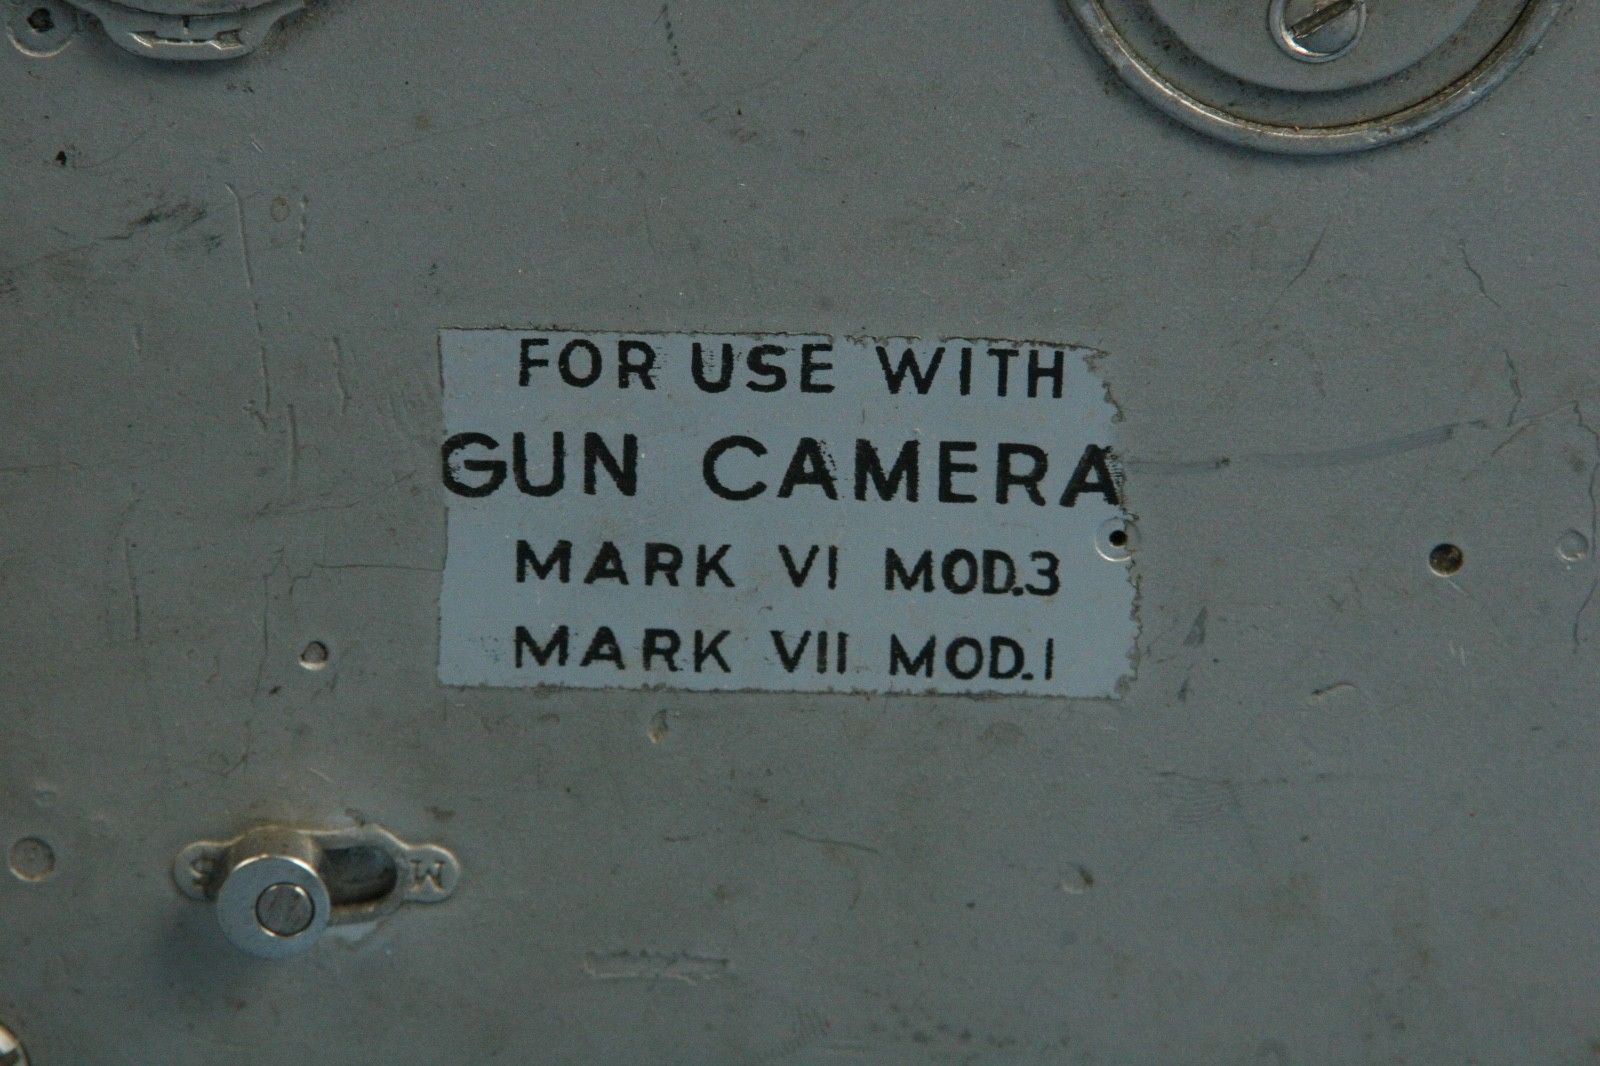 FOR USE WITH
GUN CAMERA
MARK VI MOD.3
MARK VII MOD.1
S M